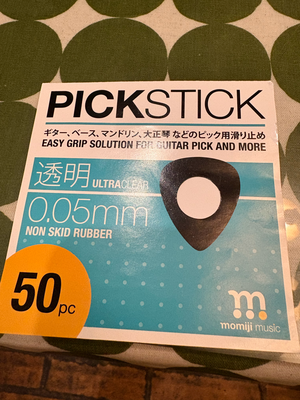 PICKSTICK
ギター、ベース、マンドリン、大正琴 などのピック用滑り止め
EASY GRIP SOLUTION FOR GUITAR PICK AND MORE
透明 ULTRACLEAR
0.05mm
NON SKID RUBBER
50pc
momiji music